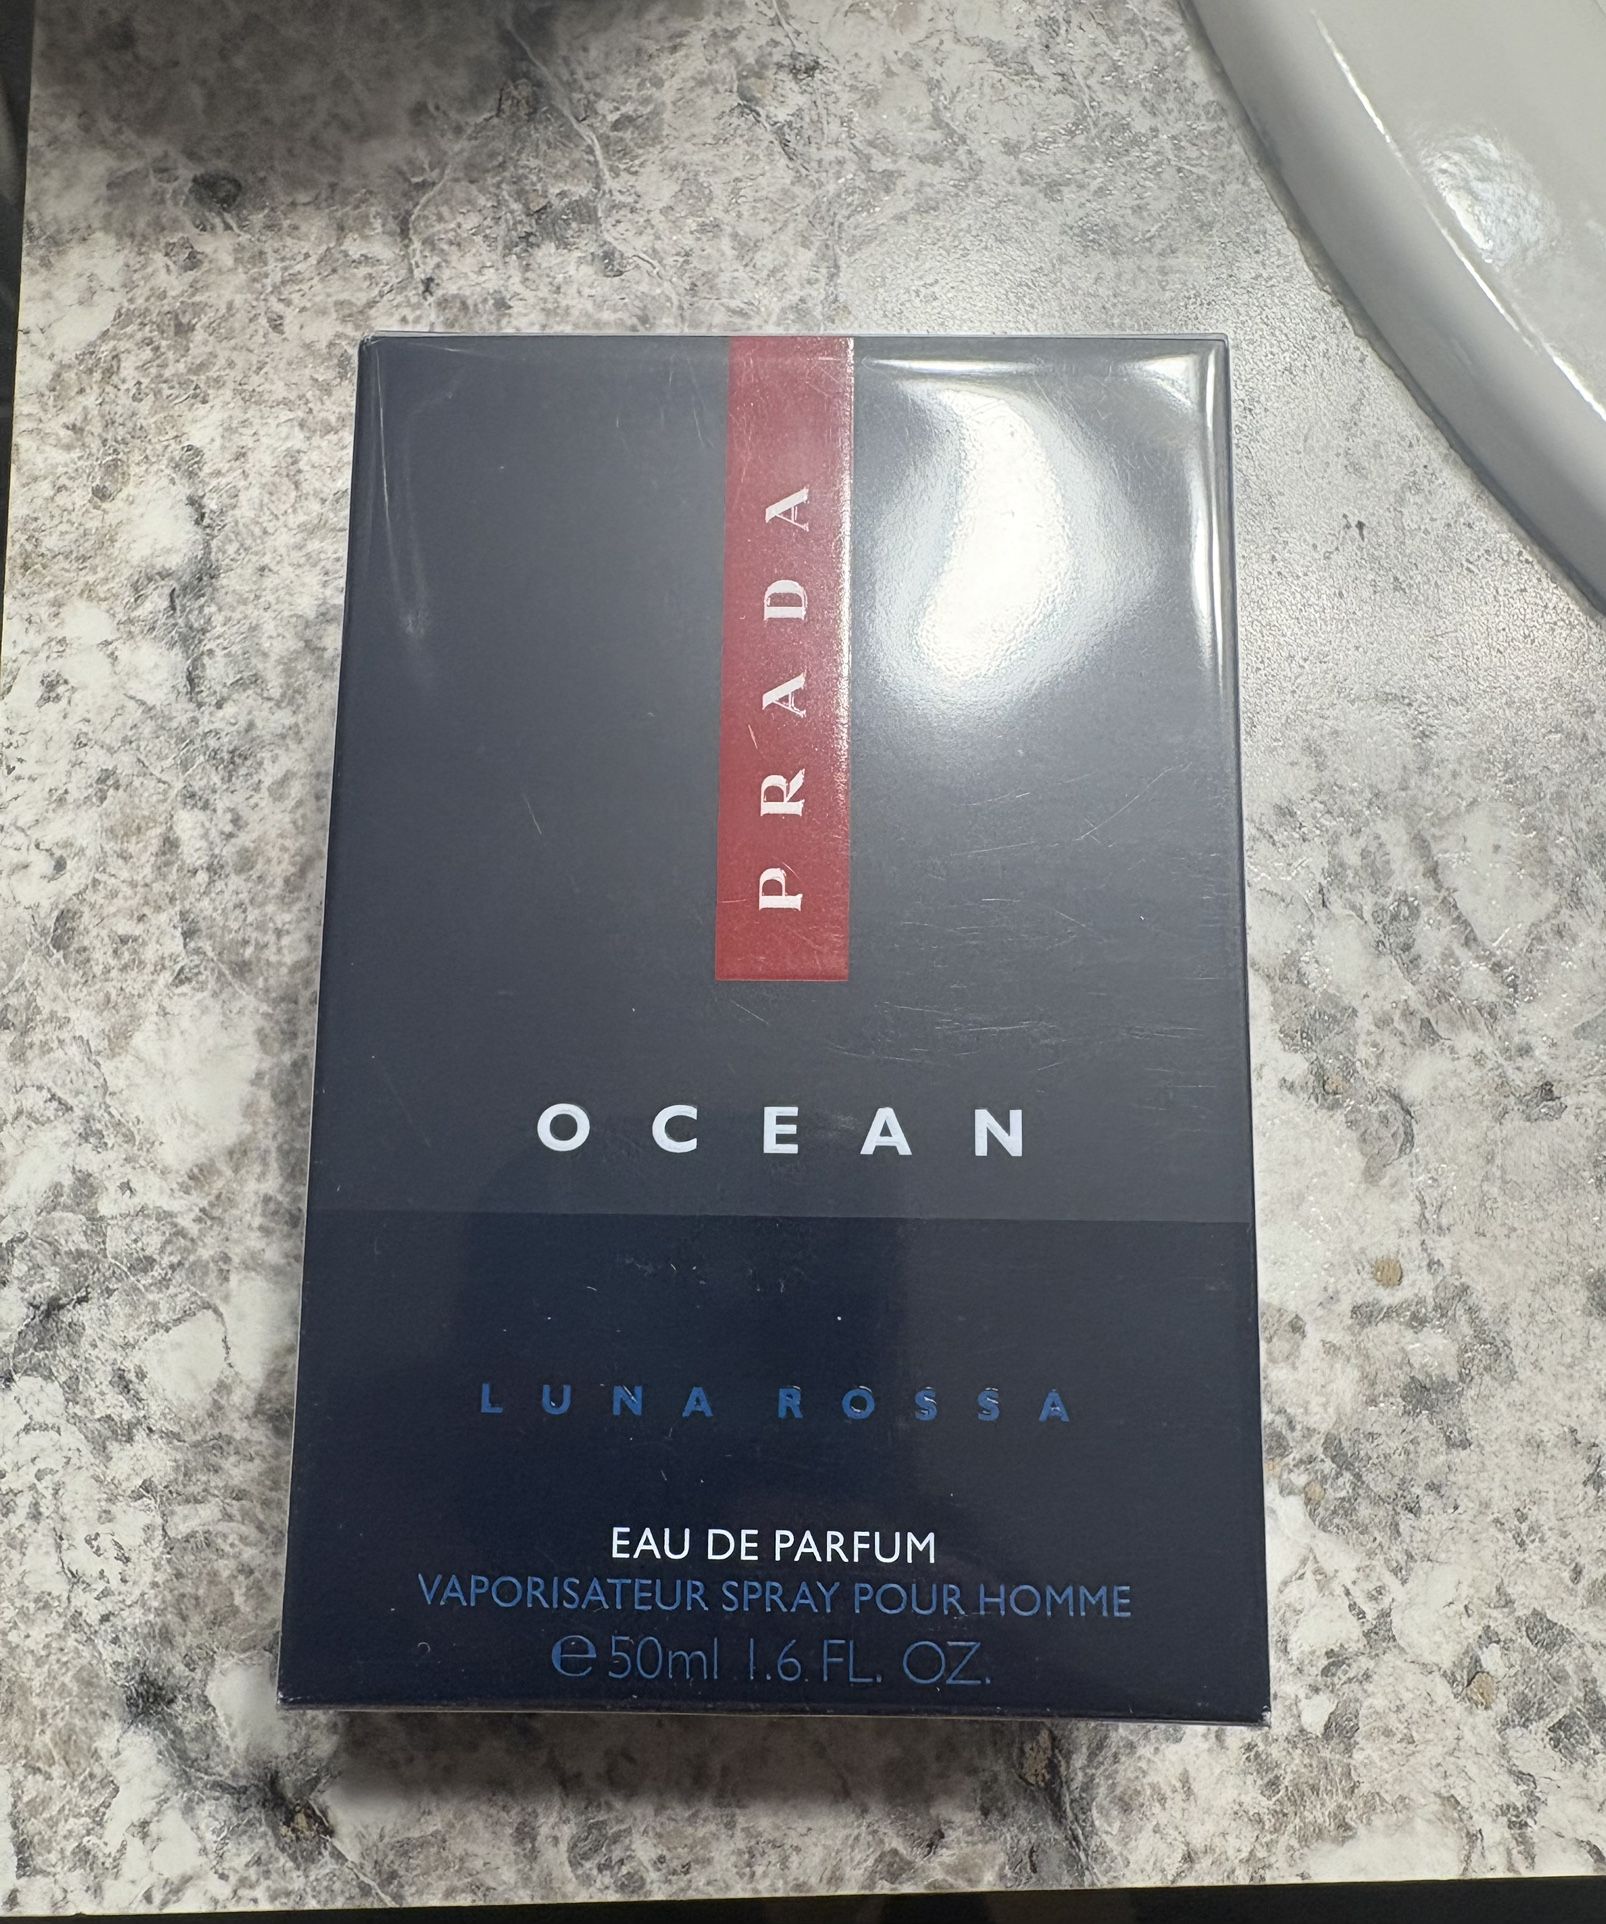 PRADA
OCEAN
LUNA ROSSA
EAU DE PARFUM
VAPORISATEUR SPRAY POUR HOMME
℮50ml 1.6 FL. OZ.